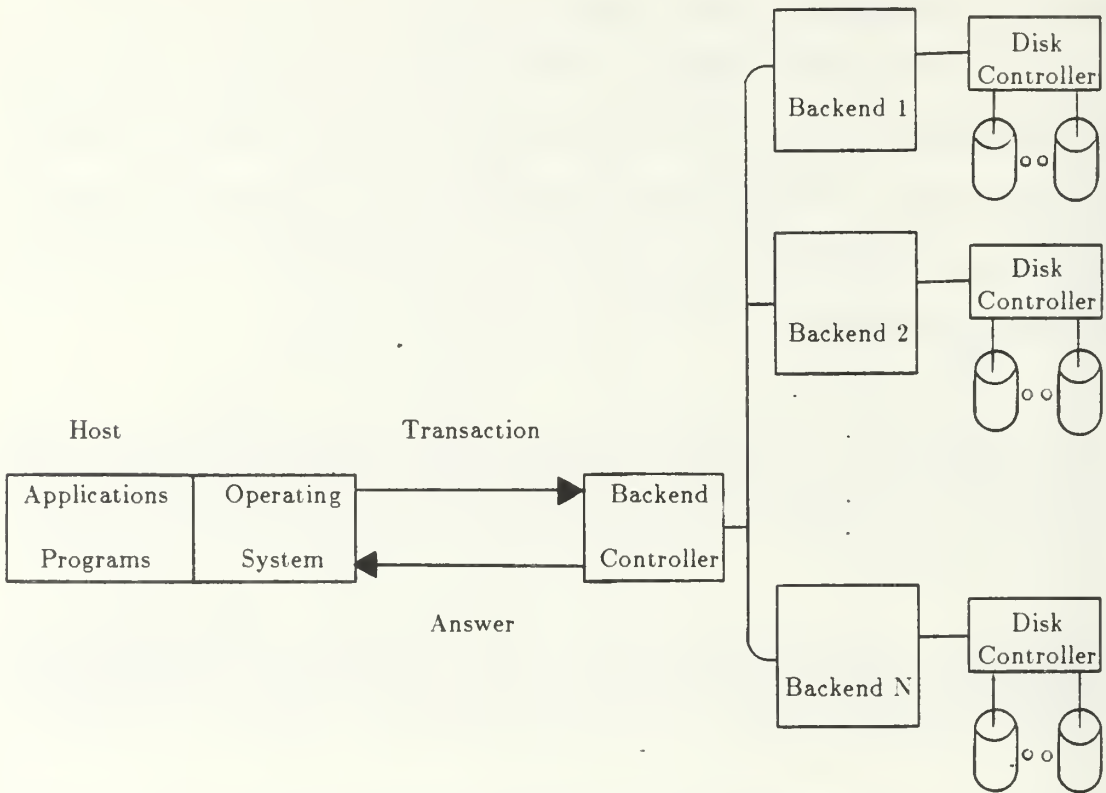 Disk
Controller
Backend 1
Disk
Controller
Backend 2
Host
Transaction
Applications
Programs
Operating
System
Backend
Controller
Answer
Disk
Controller
Backend N